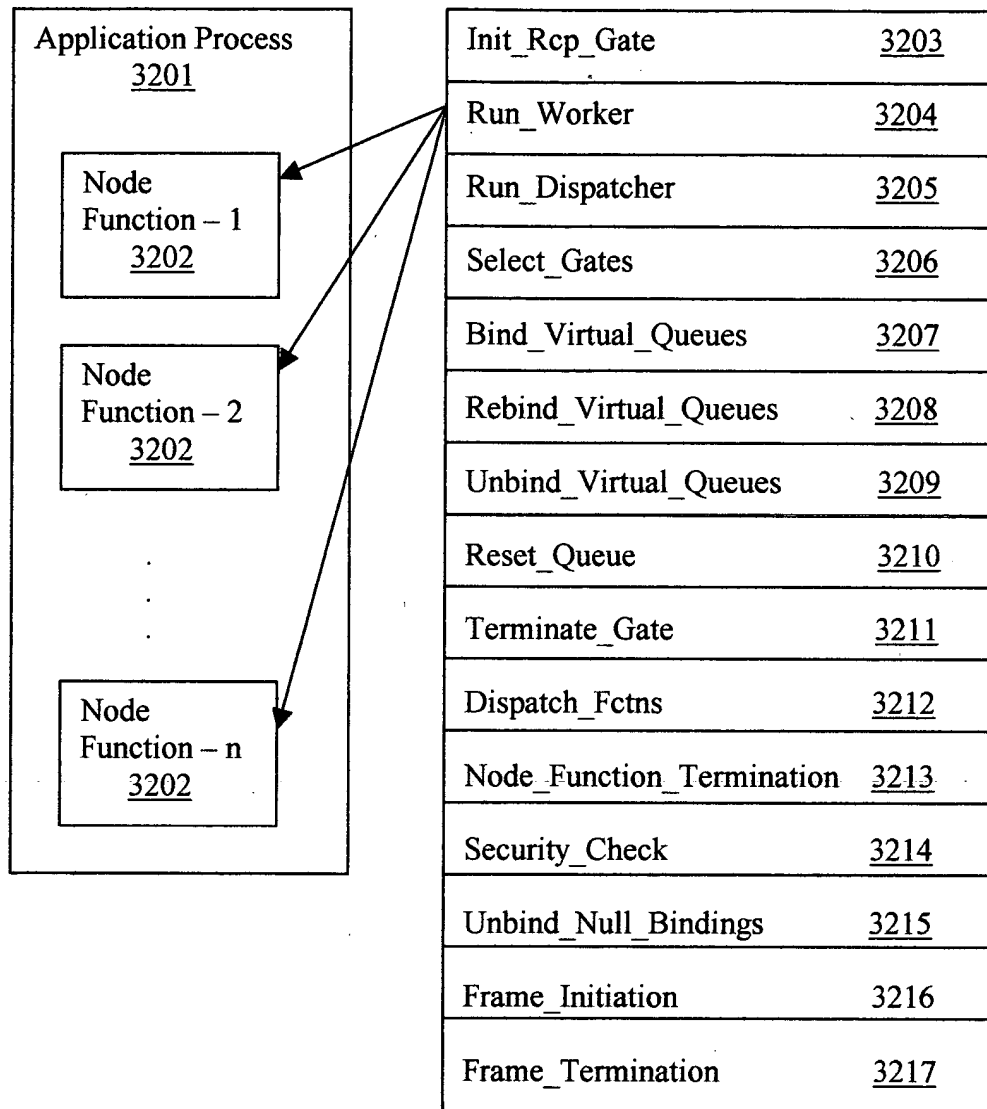 Application Process
3201
Node
Function – 1
3202
Node
Function – 2
3202
.
.
.
Node
Function – n
3202
Init_Rcp_Gate 3203
Run_Worker 3204
Run_Dispatcher 3205
Select_Gates 3206
Bind_Virtual_Queues 3207
Rebind_Virtual_Queues 3208
Unbind_Virtual_Queues 3209
Reset_Queue 3210
Terminate_Gate 3211
Dispatch_Fctns 3212
Node_Function_Termination 3213
Security_Check 3214
Unbind_Null_Bindings 3215
Frame_Initiation 3216
Frame_Termination 3217